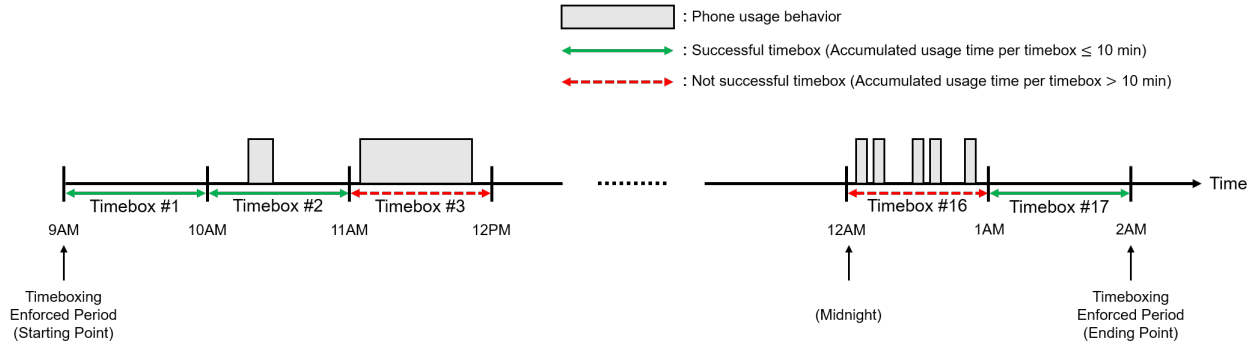 : Phone usage behavior
: Successful timebox (Accumulated usage time per timebox ≤ 10 min)
: Not successful timebox (Accumulated usage time per timebox > 10 min)
Time
Timebox #1 Timebox #2 Timebox #3 Timebox #16 Timebox #17
9AM 10AM 11AM 12PM 12AM 1AM 2AM
Timeboxing
Enforced Period
(Starting Point)
(Midnight)
Timeboxing
Enforced Period
(Ending Point)